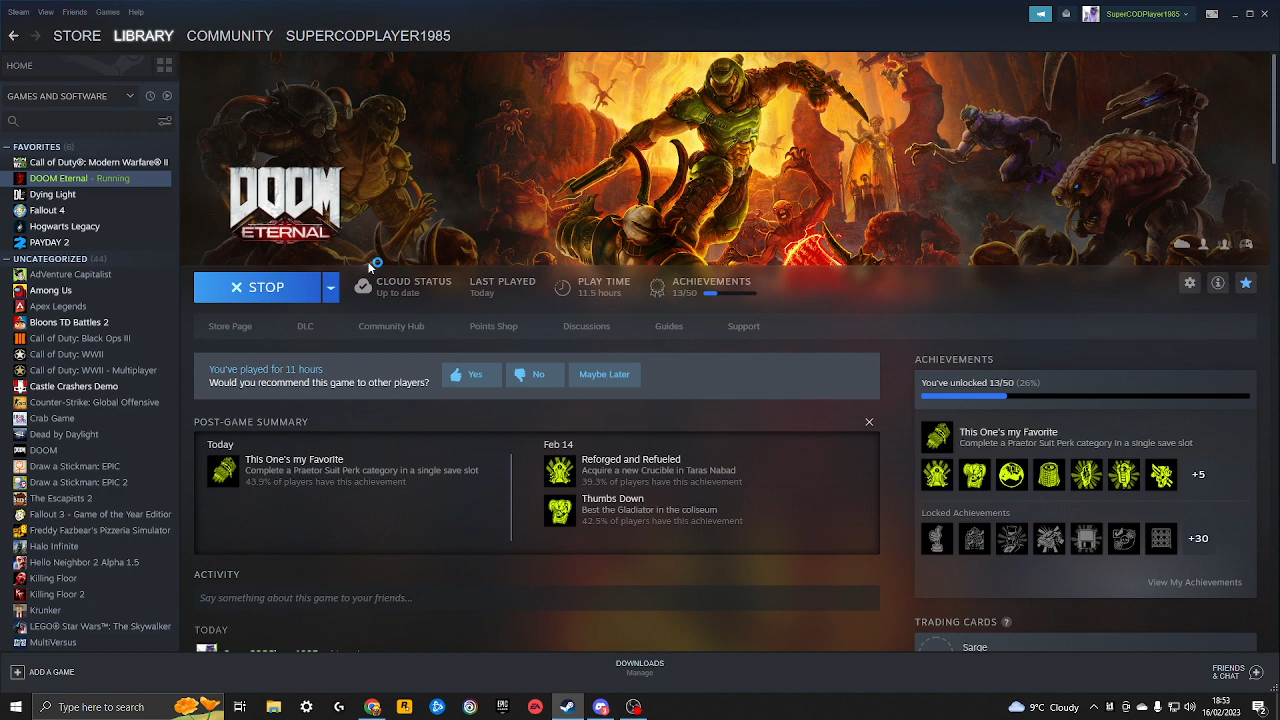 Steam View Friends Games Help
SuperCODPlayer1985
STORE LIBRARY COMMUNITY SUPERCODPLAYER1985
HOME
GAMES AND SOFTWARE
FAVORITES (6)
Call of Duty®: Modern Warfare® II
DOOM Eternal - Running
Dying Light
Fallout 4
Hogwarts Legacy
PAYDAY 2
UNCATEGORIZED (44)
AdVenture Capitalist
Among Us
Apex Legends
Bloons TD Battles 2
Call of Duty: Black Ops III
Call of Duty: WWII
Call of Duty: WWII - Multiplayer
Castle Crashers Demo
Counter-Strike: Global Offensive
Crab Game
Dead by Daylight
DOOM
Draw a Stickman: EPIC
Draw a Stickman: EPIC 2
The Escapists 2
Fallout 3 - Game of the Year Edition
Freddy Fazbear's Pizzeria Simulator
Halo Infinite
Hello Neighbor 2 Alpha 1.5
Killing Floor
Killing Floor 2
Krunker
LEGO® Star Wars™: The Skywalker
MultiVersus
DOOM
ETERNAL
STOP
CLOUD STATUS
Up to date
LAST PLAYED
Today
PLAY TIME
11.5 hours
ACHIEVEMENTS
13/50
Store Page DLC Community Hub Points Shop Discussions Guides Support
You've played for 11 hours
Would you recommend this game to other players?
Yes No Maybe Later
POST-GAME SUMMARY
Today
This One's my Favorite
Complete a Praetor Suit Perk category in a single save slot
43.9% of players have this achievement
Feb 14
Reforged and Refueled
Acquire a new Crucible in Taras Nabad
39.3% of players have this achievement
Thumbs Down
Best the Gladiator in the coliseum
42.5% of players have this achievement
ACTIVITY
Say something about this game to your friends...
TODAY
ACHIEVEMENTS
You've unlocked 13/50 (26%)
This One's my Favorite
Complete a Praetor Suit Perk category in a single save slot
+5
Locked Achievements
+30
View My Achievements
TRADING CARDS ?
Sarge
ADD A GAME
DOWNLOADS
Manage
FRIENDS
& CHAT
Type here to search
EPIC
GAMES
EA
9°C Cloudy
18:53
16/02/2023